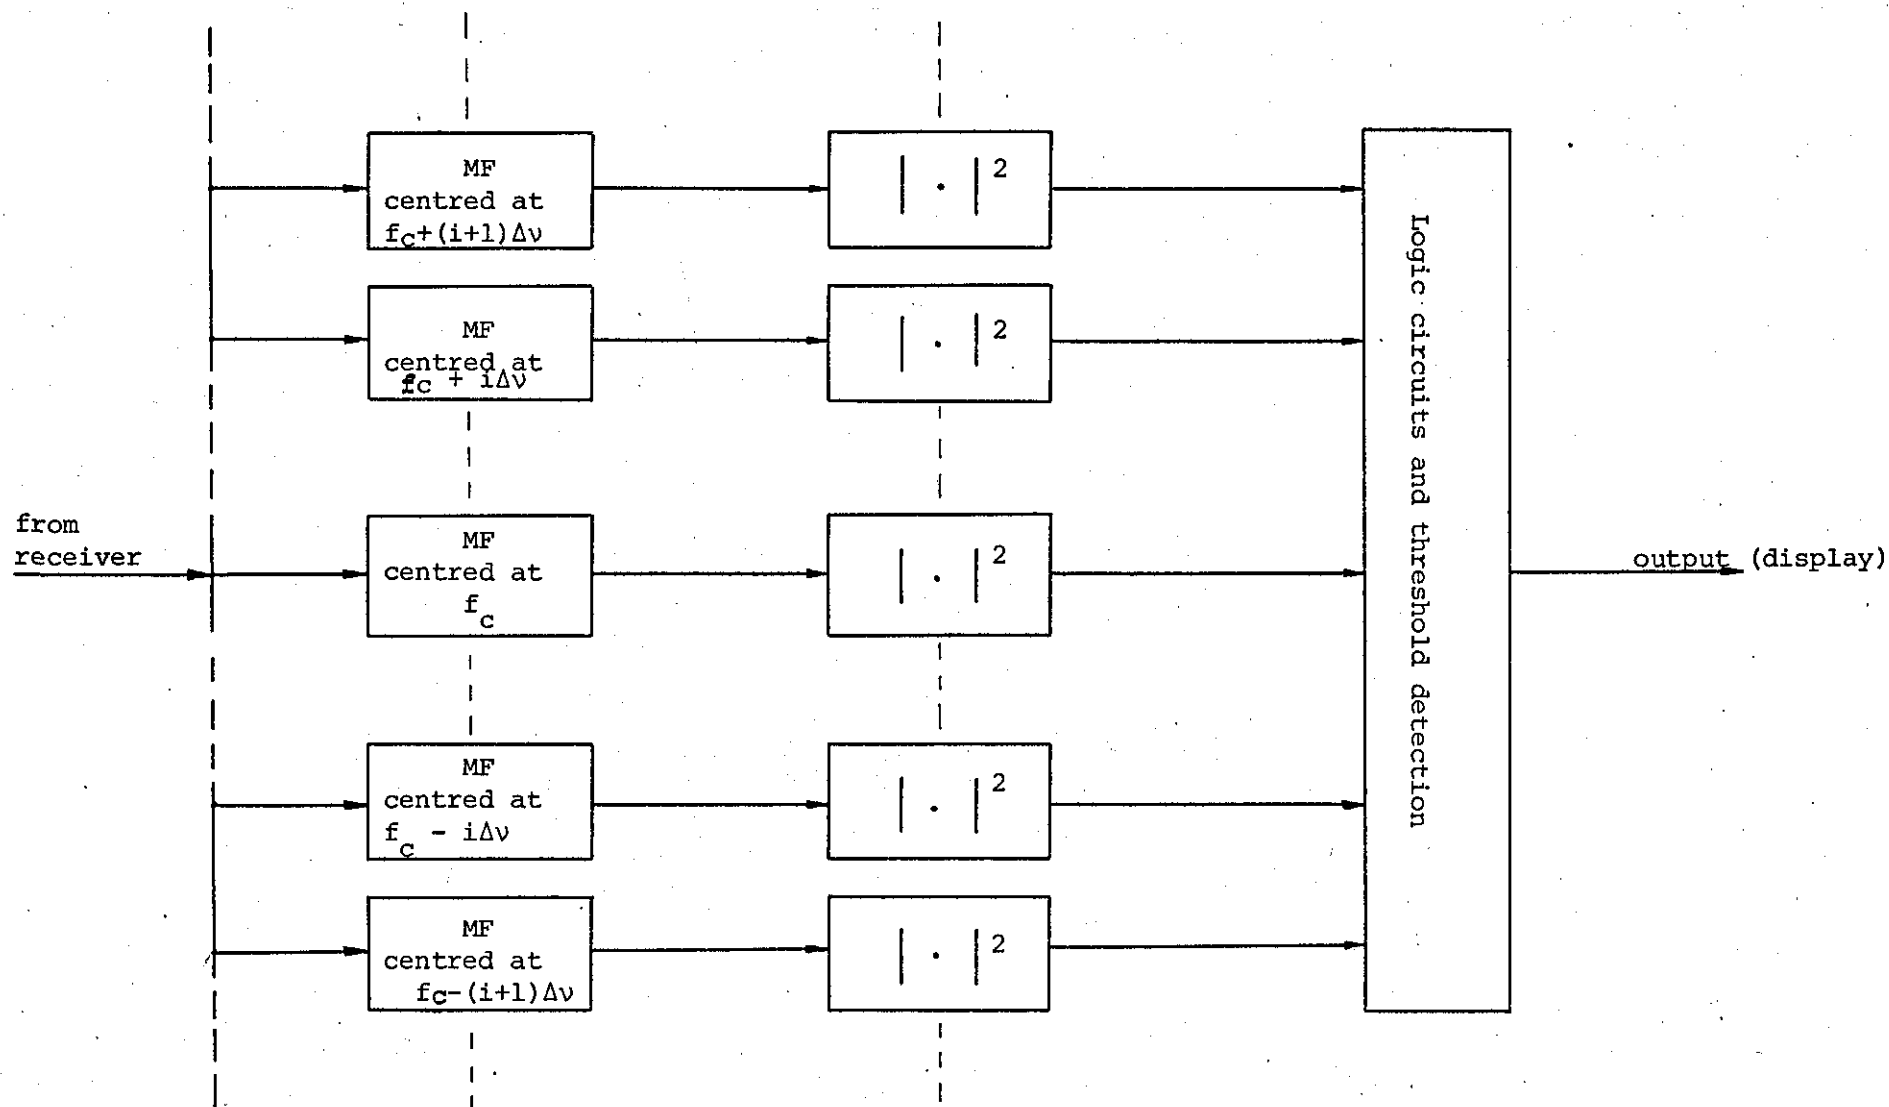 MF
centred at
fc+(i+1)Δν
| · |²
MF
centred at
fc + iΔν
| · |²
from
receiver
MF
centred at
f_c
| · |²
Logic circuits and threshold detection
output (display)
MF
centred at
f_c - iΔν
| · |²
MF
centred at
fc-(i+1)Δν
| · |²